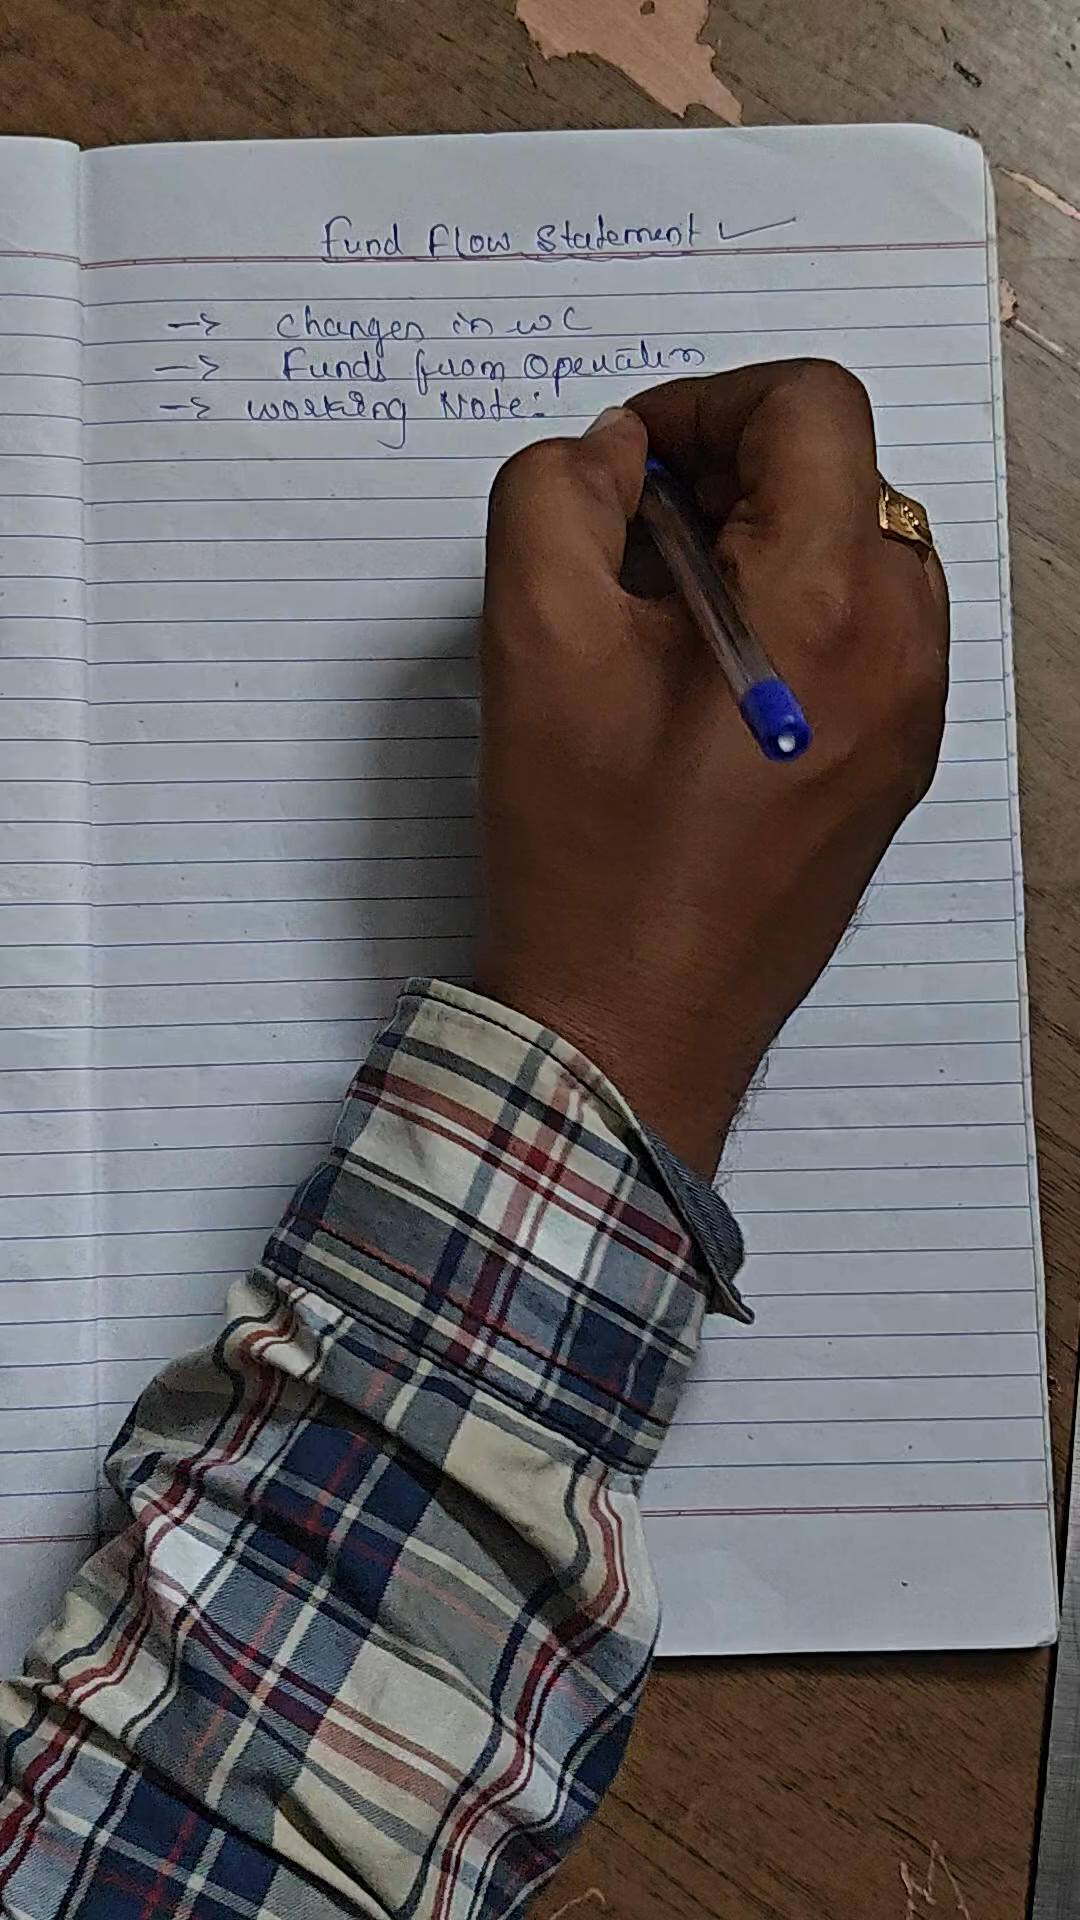 Fund Flow Statement
-> Changes in WC
-> Funds from Operation
-> Working Note: